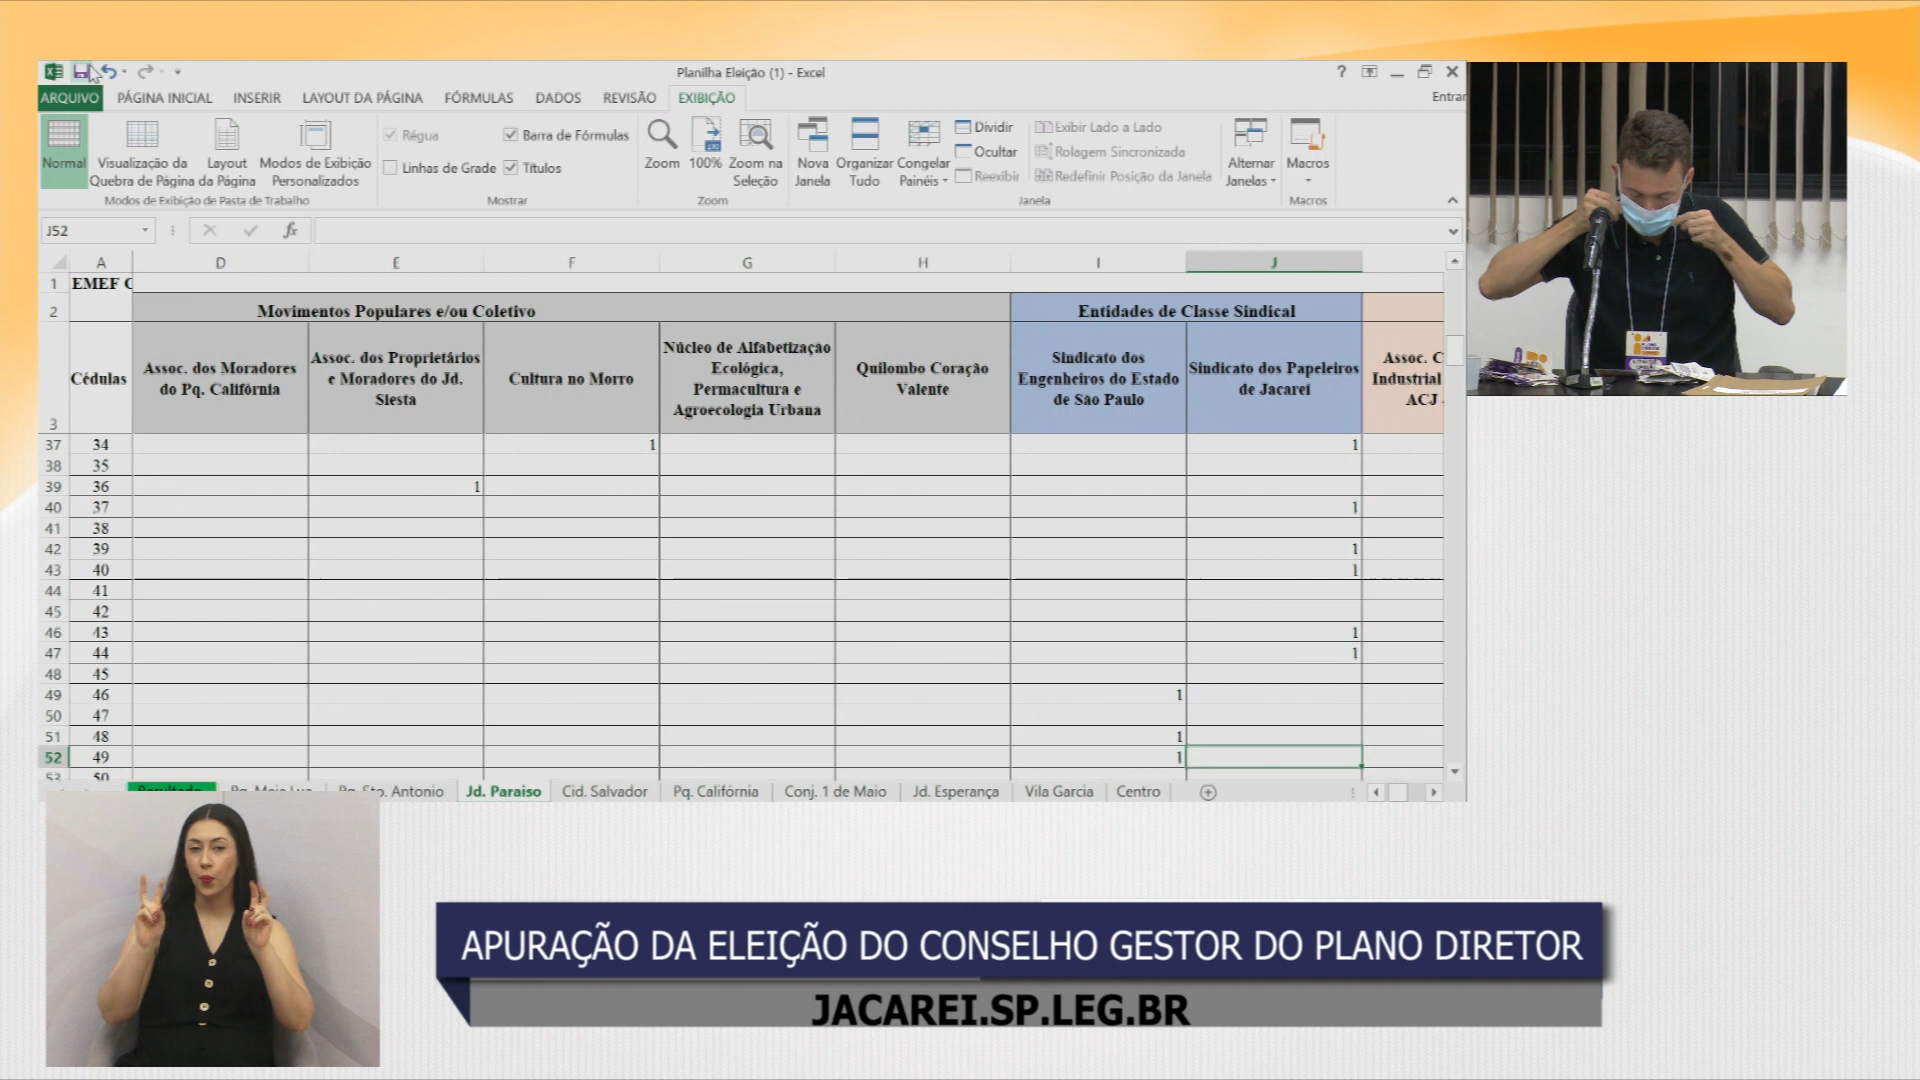 Planilha Eleição (1) - Excel
?
ARQUIVO PÁGINA INICIAL INSERIR LAYOUT DA PÁGINA FÓRMULAS DADOS REVISÃO EXIBIÇÃO Entrar
Normal
Visualização da Quebra de Página
Layout da Página
Modos de Exibição Personalizados
Modos de Exibição de Pasta de Trabalho
Régua
Barra de Fórmulas
Linhas de Grade
Títulos
Mostrar
Zoom
100%
Zoom na Seleção
Zoom
Nova Janela
Organizar Tudo
Congelar Painéis
Dividir
Ocultar
Reexibir
Exibir Lado a Lado
Rolagem Sincronizada
Redefinir Posição da Janela
Alternar Janelas
Janela
Macros
Macros
J52 fx
A D E F G H I J
1 EMEF C
2 Movimentos Populares e/ou Coletivo Entidades de Classe Sindical
3 Cédulas
Assoc. dos Moradores do Pq. Califórnia
Assoc. dos Proprietários e Moradores do Jd. Siesta
Cultura no Morro
Núcleo de Alfabetização Ecológica, Permacultura e Agroecologia Urbana
Quilombo Coração Valente
Sindicato dos Engenheiros do Estado de São Paulo
Sindicato dos Papeleiros de Jacareí
Assoc. C
Industrial
ACJ
37 34 1 1
38 35
39 36 1
40 37 1
41 38
42 39 1
43 40 1
44 41
45 42
46 43 1
47 44 1
48 45
49 46 1
50 47
51 48 1
52 49 1
53 50
Resultado Pq. Meia Lua Pq. Sto. Antonio Jd. Paraiso Cid. Salvador Pq. Califórnia Conj. 1 de Maio Jd. Esperança Vila Garcia Centro
APURAÇÃO DA ELEIÇÃO DO CONSELHO GESTOR DO PLANO DIRETOR
JACAREI.SP.LEG.BR